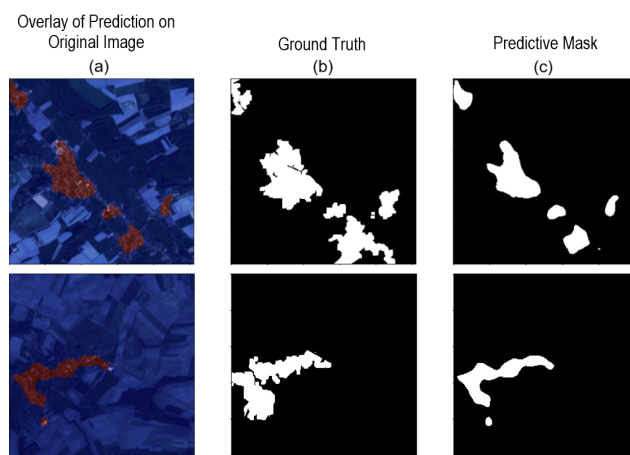 Overlay of Prediction on
Original Image
(a)
Ground Truth
(b)
Predictive Mask
(c)